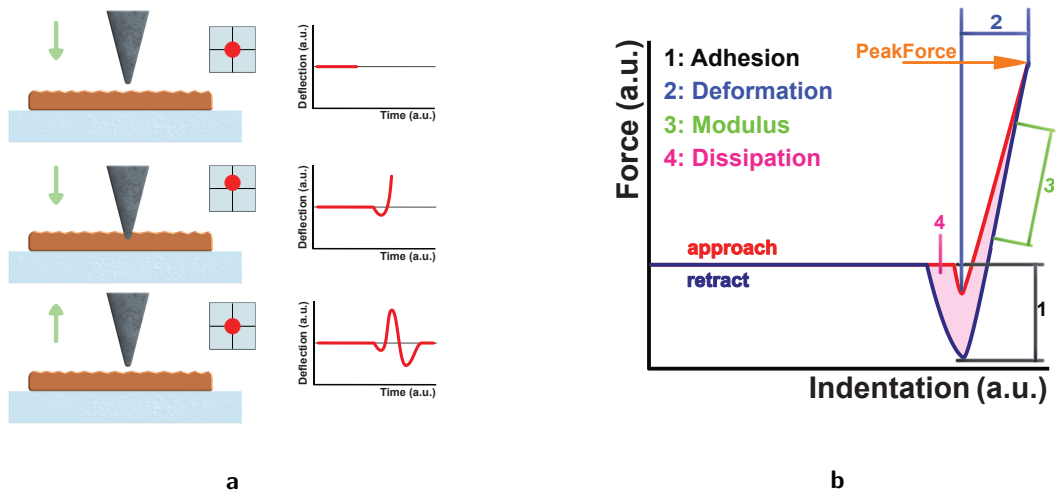 Deflection (a.u.)
Time (a.u.)
Deflection (a.u.)
Time (a.u.)
Deflection (a.u.)
Time (a.u.)
a
2
PeakForce
1: Adhesion
2: Deformation
3: Modulus
4: Dissipation
3
4
approach
retract
1
Force (a.u.)
Indentation (a.u.)
b